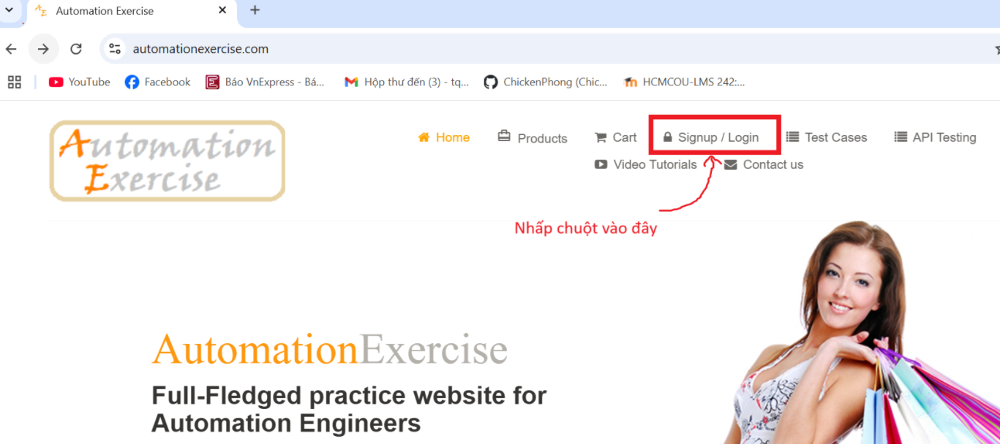 Automation Exercise
automationexercise.com
YouTube Facebook Báo VnExpress - Bá... Hộp thư đến (3) - tq... ChickenPhong (Chic... HCMCOU-LMS 242:...
Automation
Exercise
Home Products Cart Signup / Login Test Cases API Testing
Video Tutorials Contact us
Nhấp chuột vào đây
AutomationExercise
Full-Fledged practice website for
Automation Engineers